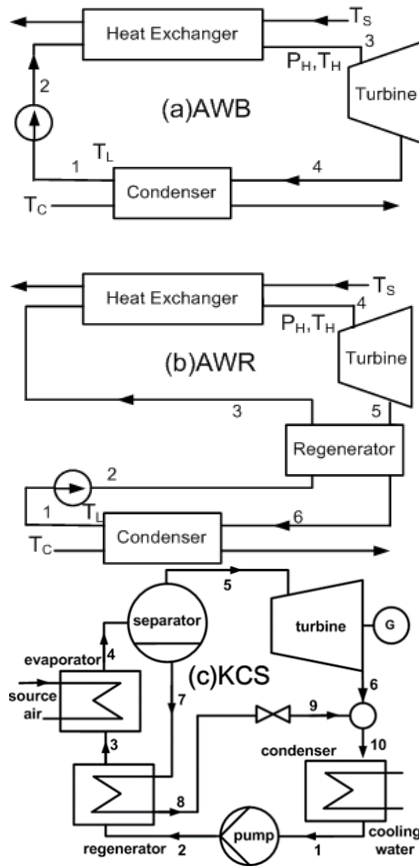 Heat Exchanger
T_S
3
P_H,T_H
2
(a)AWB
Turbine
T_L
1
4
Condenser
T_C
Heat Exchanger
T_S
4
P_H,T_H
(b)AWR
Turbine
3
5
Regenerator
2
1
T_L
6
T_C
Condenser
5
separator
turbine
G
evaporator
4
(c)KCS
source
air
7
6
9
3
10
condenser
8
regenerator
2
pump
1
cooling
water